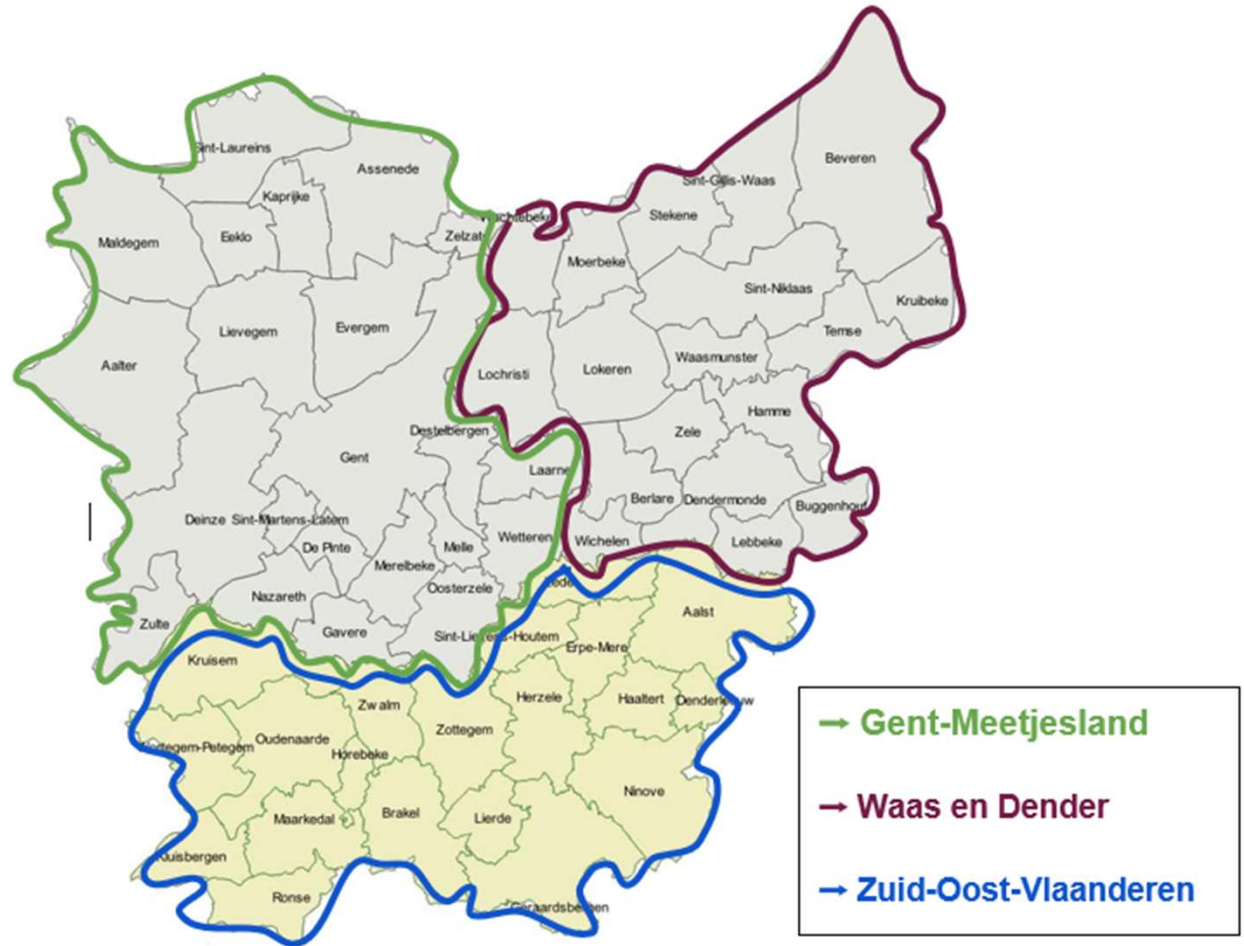 Sint-Laureins
Assenede
Kaprijke
Maldegem
Eeklo
Zelzate
Wachtebeke
Beveren
Sint-Gillis-Waas
Stekene
Moerbeke
Sint-Niklaas
Kruibeke
Temse
Aalter
Lievegem
Evergem
Lochristi
Lokeren
Waasmunster
Hamme
Zele
Destelbergen
Gent
Laarne
Berlare
Dendermonde
Buggenhout
Deinze
Sint-Martens-Latem
De Pinte
Melle
Wetteren
Wichelen
Lebbeke
Merelbeke
Oosterzele
Nazareth
Lede
Zulte
Gavere
Sint-Lievens-Houtem
Aalst
Erpe-Mere
Kruisem
Zwalm
Herzele
Haaltert
Denderleeuw
Zottegem
Oudenaarde
Wortegem-Petegem
Horebeke
Ninove
Maarkedal
Brakel
Lierde
Kluisbergen
Ronse
Geraardsbergen
→ Gent-Meetjesland
→ Waas en Dender
→ Zuid-Oost-Vlaanderen